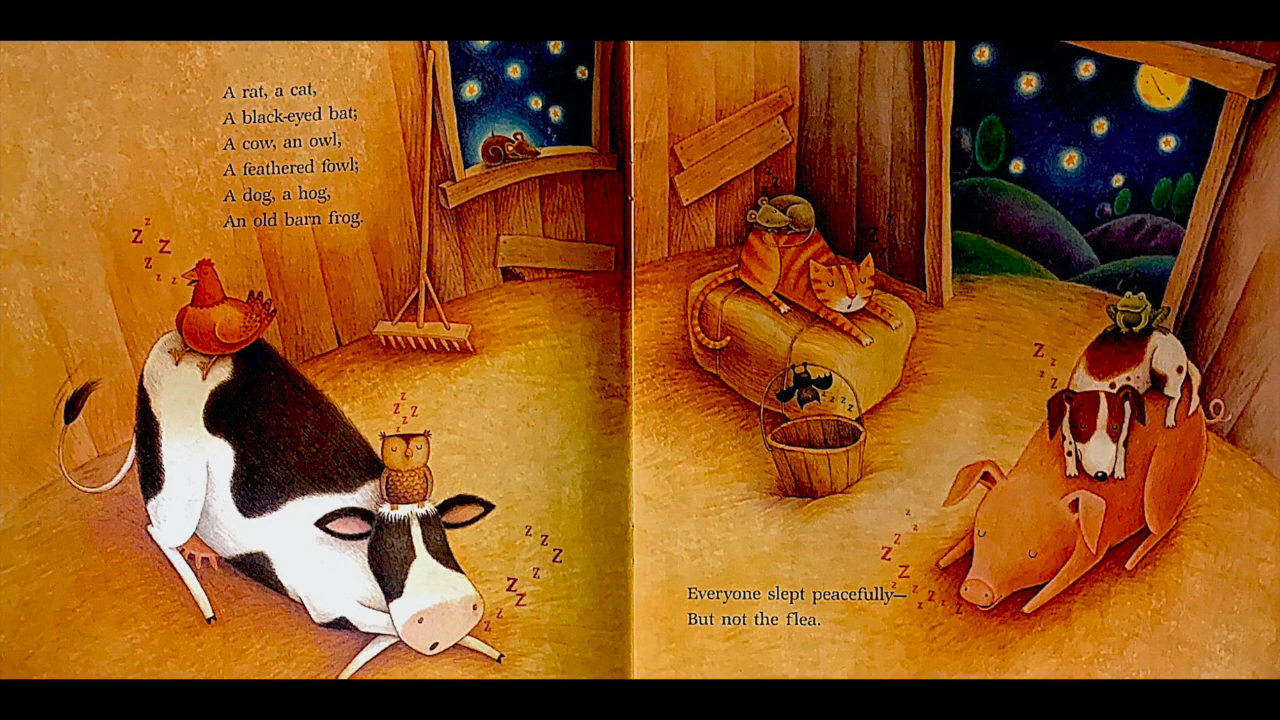 A rat, a cat,
A black-eyed bat;
A cow, an owl,
A feathered fowl;
A dog, a hog,
An old barn frog.
z
Z Z
Z
z z
z
Z Z
z
z
z
Z
Z
Z
Z
Z
Z
Z
z z
z
Z
z
z
z z z z
z
z
Z
Z
Everyone slept peacefully—
But not the flea.